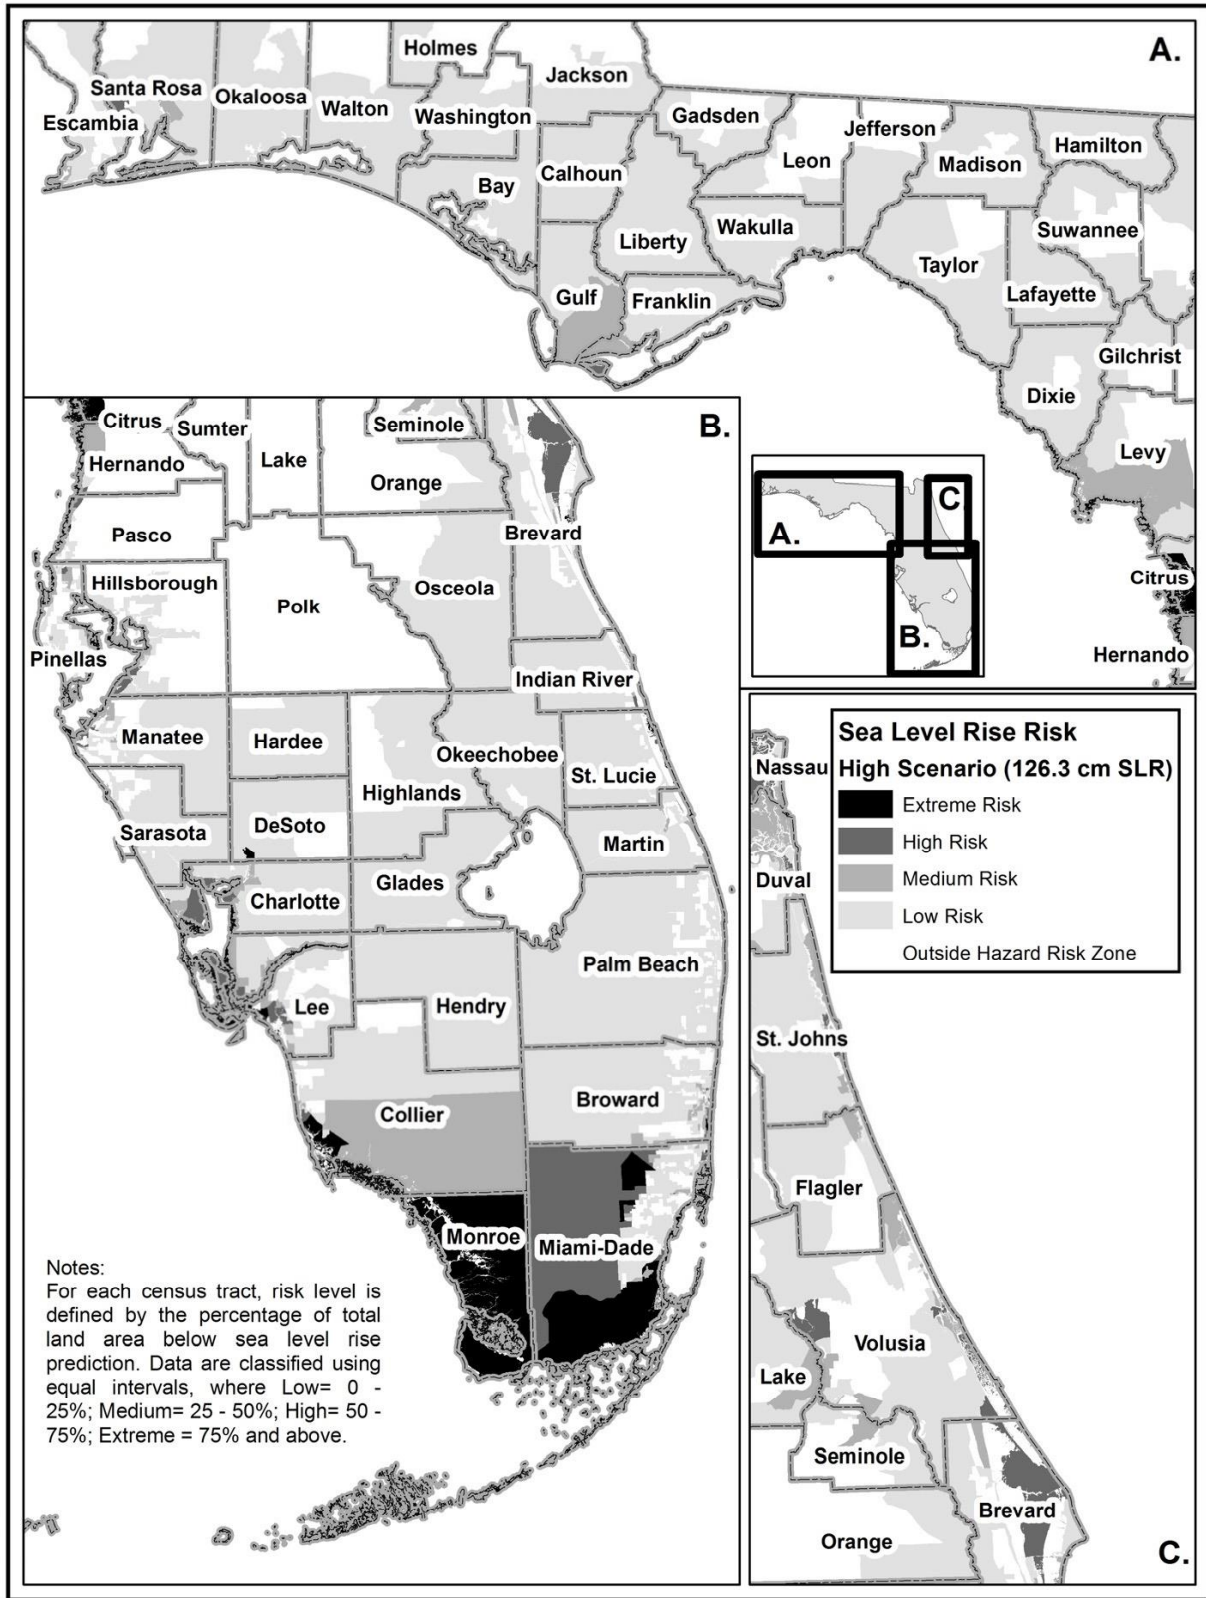 A.
Holmes
Jackson
Santa Rosa
Okaloosa
Walton
Washington
Gadsden
Jefferson
Hamilton
Escambia
Leon
Madison
Calhoun
Bay
Wakulla
Suwannee
Liberty
Taylor
Lafayette
Gulf
Franklin
Gilchrist
Dixie
Levy
Citrus
Hernando
B.
Citrus
Sumter
Seminole
Hernando
Lake
Orange
Pasco
Brevard
Hillsborough
Osceola
Polk
Pinellas
Indian River
Manatee
Hardee
Okeechobee
St. Lucie
Highlands
Sarasota
DeSoto
Martin
Glades
Charlotte
Palm Beach
Lee
Hendry
Collier
Broward
Monroe
Miami-Dade
Notes:
For each census tract, risk level is
defined by the percentage of total
land area below sea level rise
prediction. Data are classified using
equal intervals, where Low= 0 -
25%; Medium= 25 - 50%; High= 50 -
75%; Extreme = 75% and above.
A.
C
B.
Sea Level Rise Risk
High Scenario (126.3 cm SLR)
Extreme Risk
High Risk
Medium Risk
Low Risk
Outside Hazard Risk Zone
Nassau
Duval
St. Johns
Flagler
Volusia
Lake
Seminole
Brevard
Orange
C.